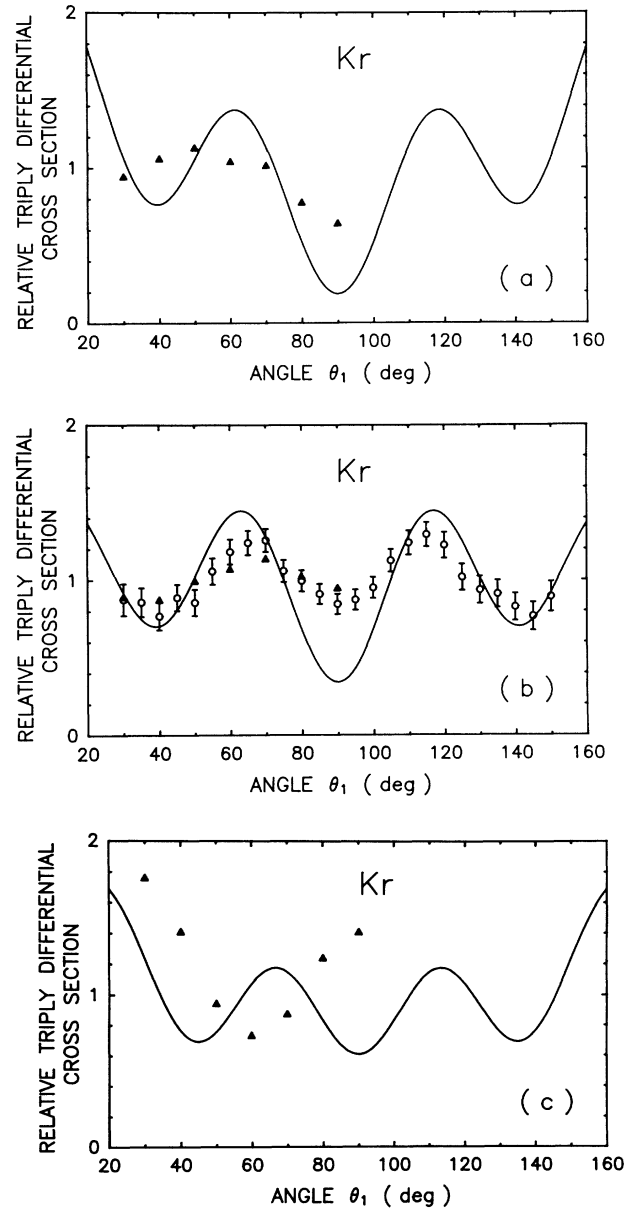 RELATIVE TRIPLY DIFFERENTIAL
CROSS SECTION
2
1
0
Kr
( a )
20 40 60 80 100 120 140 160
ANGLE θ₁ ( deg )
RELATIVE TRIPLY DIFFERENTIAL
CROSS SECTION
2
1
0
Kr
( b )
20 40 60 80 100 120 140 160
ANGLE θ₁ ( deg )
RELATIVE TRIPLY DIFFERENTIAL
CROSS SECTION
2
1
0
Kr
( c )
20 40 60 80 100 120 140 160
ANGLE θ₁ ( deg )